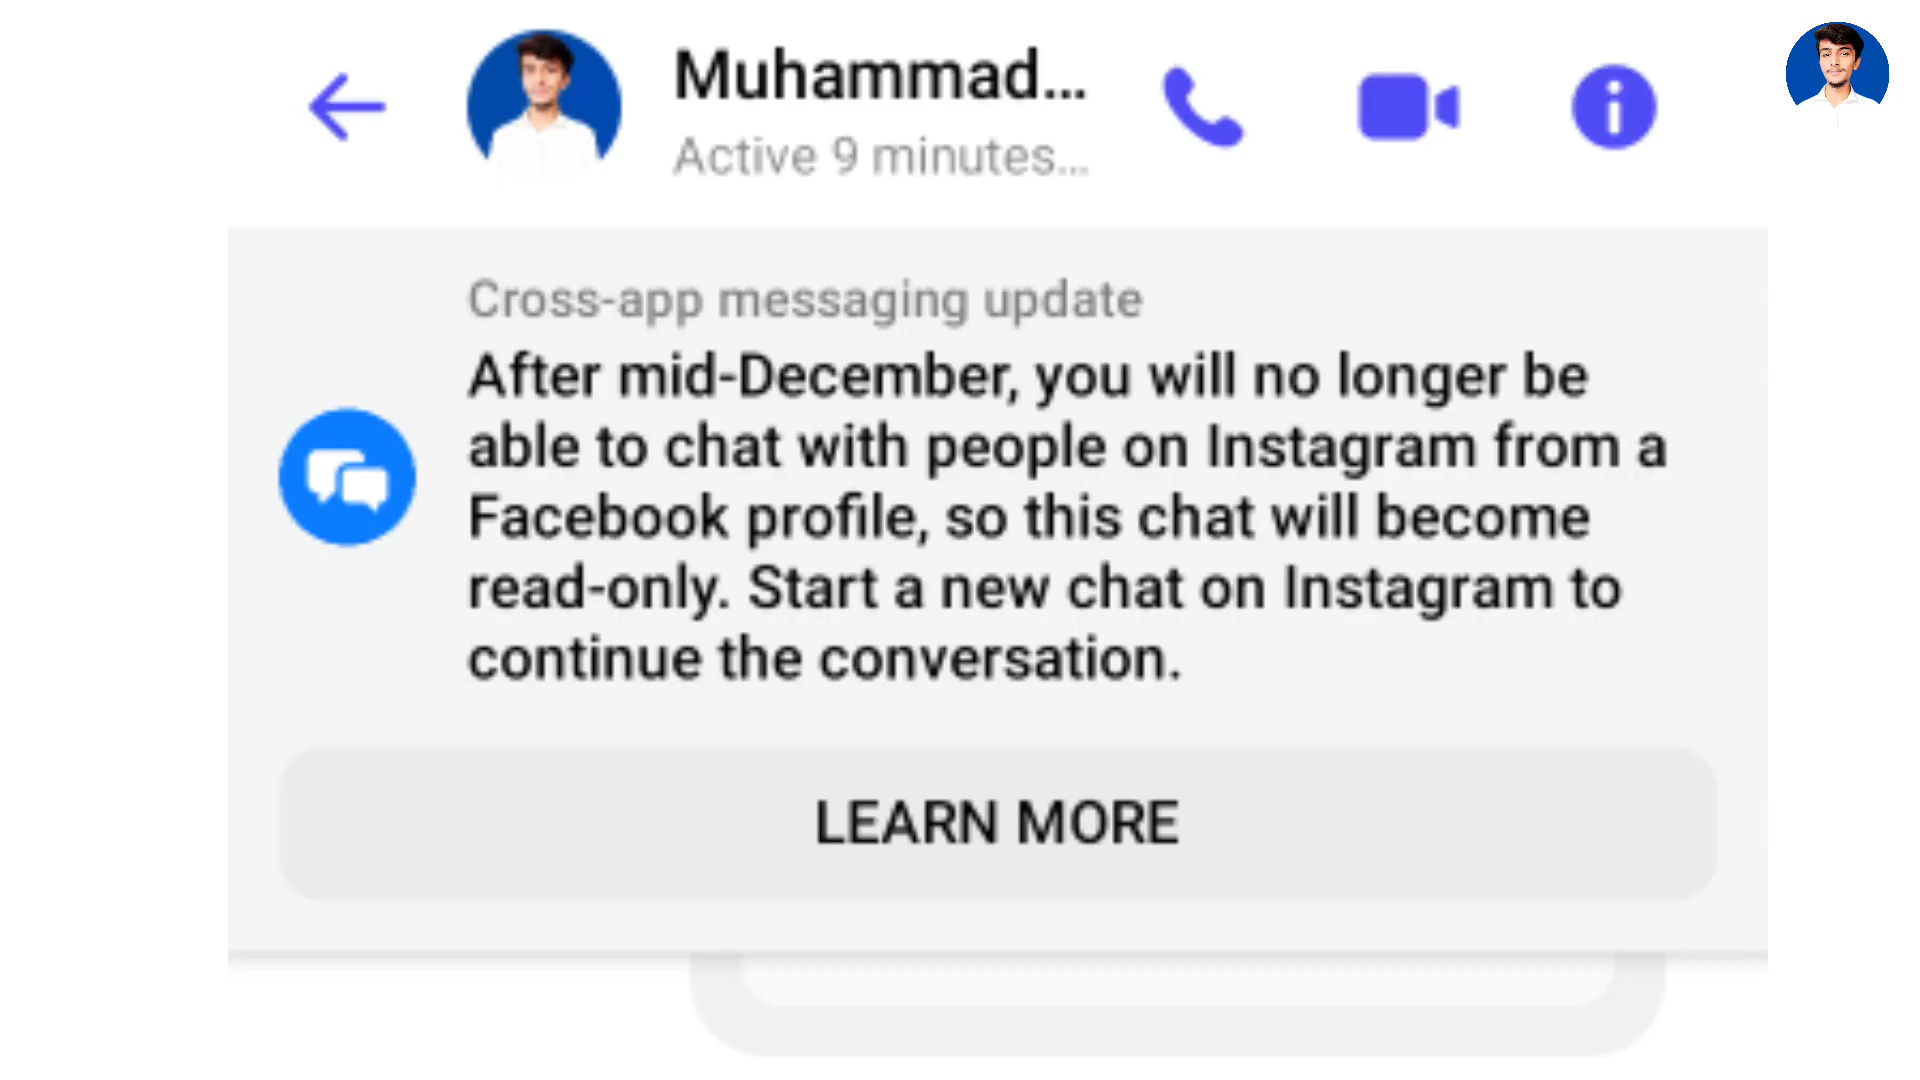 Muhammad...
Active 9 minutes...
Cross-app messaging update
After mid-December, you will no longer be
able to chat with people on Instagram from a
Facebook profile, so this chat will become
read-only. Start a new chat on Instagram to
continue the conversation.
LEARN MORE